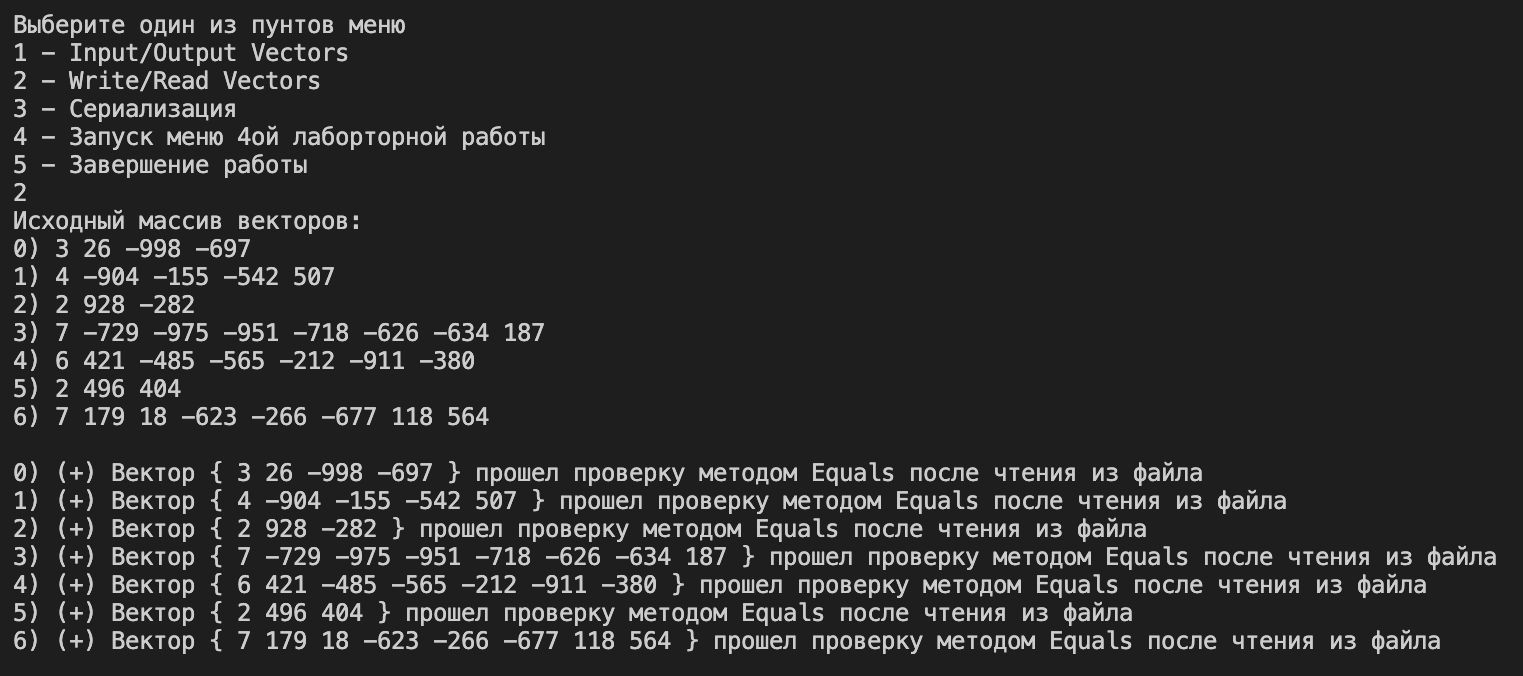 Выберите один из пунтов меню
1 – Input/Output Vectors
2 – Write/Read Vectors
3 – Сериализация
4 – Запуск меню 4ой лаборторной работы
5 – Завершение работы
2
Исходный массив векторов:
0) 3 26 –998 –697
1) 4 –904 –155 –542 507
2) 2 928 –282
3) 7 –729 –975 –951 –718 –626 –634 187
4) 6 421 –485 –565 –212 –911 –380
5) 2 496 404
6) 7 179 18 –623 –266 –677 118 564
0) (+) Вектор { 3 26 –998 –697 } прошел проверку методом Equals после чтения из файла
1) (+) Вектор { 4 –904 –155 –542 507 } прошел проверку методом Equals после чтения из файла
2) (+) Вектор { 2 928 –282 } прошел проверку методом Equals после чтения из файла
3) (+) Вектор { 7 –729 –975 –951 –718 –626 –634 187 } прошел проверку методом Equals после чтения из файла
4) (+) Вектор { 6 421 –485 –565 –212 –911 –380 } прошел проверку методом Equals после чтения из файла
5) (+) Вектор { 2 496 404 } прошел проверку методом Equals после чтения из файла
6) (+) Вектор { 7 179 18 –623 –266 –677 118 564 } прошел проверку методом Equals после чтения из файла